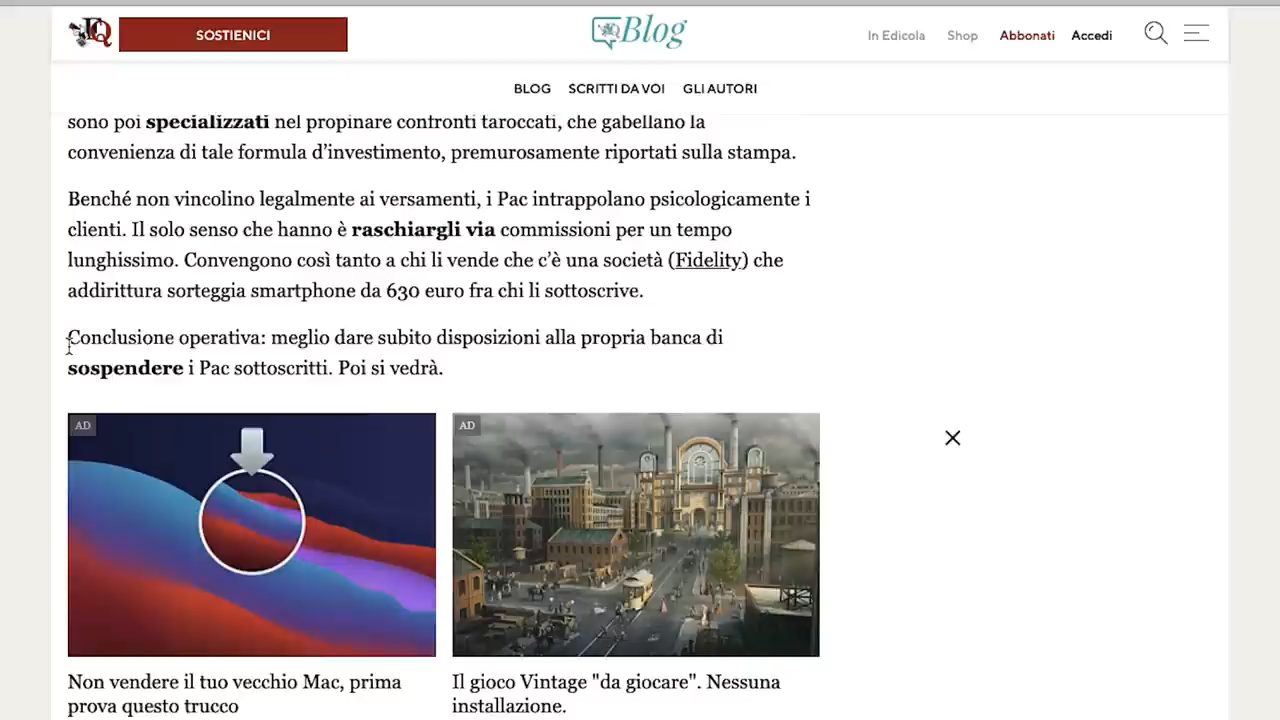 SOSTIENICI
Blog
In Edicola
Shop
Abbonati
Accedi
BLOG
SCRITTI DA VOI
GLI AUTORI
sono poi specializzati nel propinare confronti taroccati, che gabellano la
convenienza di tale formula d’investimento, premurosamente riportati sulla stampa.
Benché non vincolino legalmente ai versamenti, i Pac intrappolano psicologicamente i
clienti. Il solo senso che hanno è raschiargli via commissioni per un tempo
lunghissimo. Convengono così tanto a chi li vende che c’è una società (Fidelity) che
addirittura sorteggia smartphone da 630 euro fra chi li sottoscrive.
Conclusione operativa: meglio dare subito disposizioni alla propria banca di
sospendere i Pac sottoscritti. Poi si vedrà.
AD
Non vendere il tuo vecchio Mac, prima
prova questo trucco
AD
Il gioco Vintage "da giocare". Nessuna
installazione.